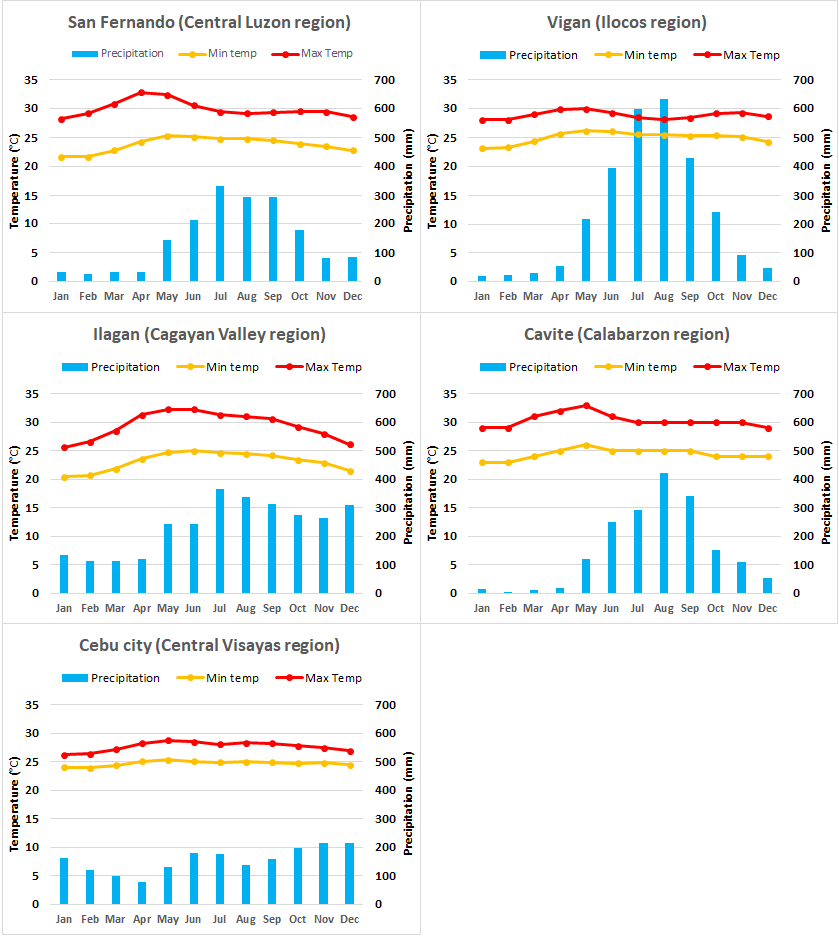 San Fernando (Central Luzon region)
Precipitation Min temp Max Temp
35 30 25 20 15 10 5 0
Temperature (°C)
700 600 500 400 300 200 100 0
Precipitation (mm)
Jan Feb Mar Apr May Jun Jul Aug Sep Oct Nov Dec
Vigan (Ilocos region)
Precipitation Min temp Max Temp
35 30 25 20 15 10 5 0
Temperature (°C)
700 600 500 400 300 200 100 0
Precipitation (mm)
Jan Feb Mar Apr May Jun Jul Aug Sep Oct Nov Dec
Ilagan (Cagayan Valley region)
Precipitation Min temp Max Temp
35 30 25 20 15 10 5 0
Temperature (°C)
700 600 500 400 300 200 100 0
Precipitation (mm)
Jan Feb Mar Apr May Jun Jul Aug Sep Oct Nov Dec
Cavite (Calabarzon region)
Precipitation Min temp Max Temp
35 30 25 20 15 10 5 0
Temperature (°C)
700 600 500 400 300 200 100 0
Precipitation (mm)
Jan Feb Mar Apr May Jun Jul Aug Sep Oct Nov Dec
Cebu city (Central Visayas region)
Precipitation Min temp Max Temp
35 30 25 20 15 10 5 0
Temperature (°C)
700 600 500 400 300 200 100 0
Precipitation (mm)
Jan Feb Mar Apr May Jun Jul Aug Sep Oct Nov Dec